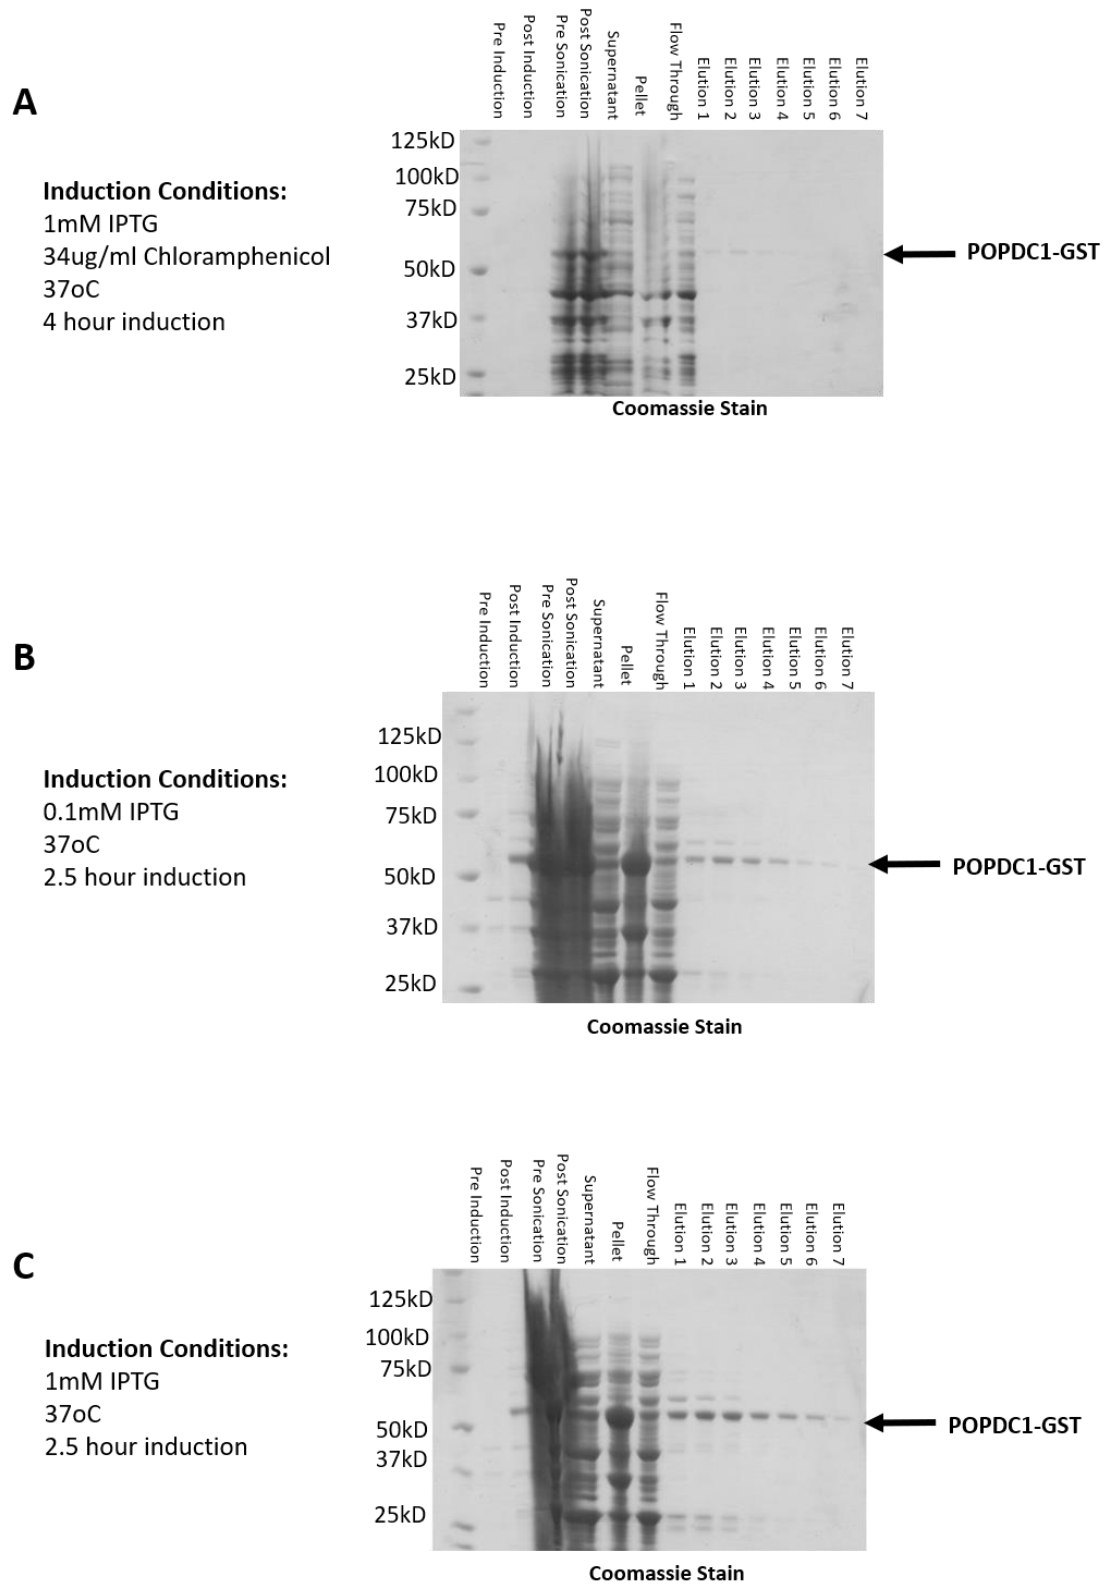 A
Pre Induction
Post Induction
Pre Sonication
Post Sonication
Supernatant
Pellet
Flow Through
Elution 1
Elution 2
Elution 3
Elution 4
Elution 5
Elution 6
Elution 7
Induction Conditions:
1mM IPTG
34ug/ml Chloramphenicol
37oC
4 hour induction
125kD
100kD
75kD
50kD
37kD
25kD
POPDC1-GST
Coomassie Stain
B
Pre Induction
Post Induction
Pre Sonication
Post Sonication
Supernatant
Pellet
Flow Through
Elution 1
Elution 2
Elution 3
Elution 4
Elution 5
Elution 6
Elution 7
Induction Conditions:
0.1mM IPTG
37oC
2.5 hour induction
125kD
100kD
75kD
50kD
37kD
25kD
POPDC1-GST
Coomassie Stain
C
Pre Induction
Post Induction
Pre Sonication
Post Sonication
Supernatant
Pellet
Flow Through
Elution 1
Elution 2
Elution 3
Elution 4
Elution 5
Elution 6
Elution 7
Induction Conditions:
1mM IPTG
37oC
2.5 hour induction
125kD
100kD
75kD
50kD
37kD
25kD
POPDC1-GST
Coomassie Stain